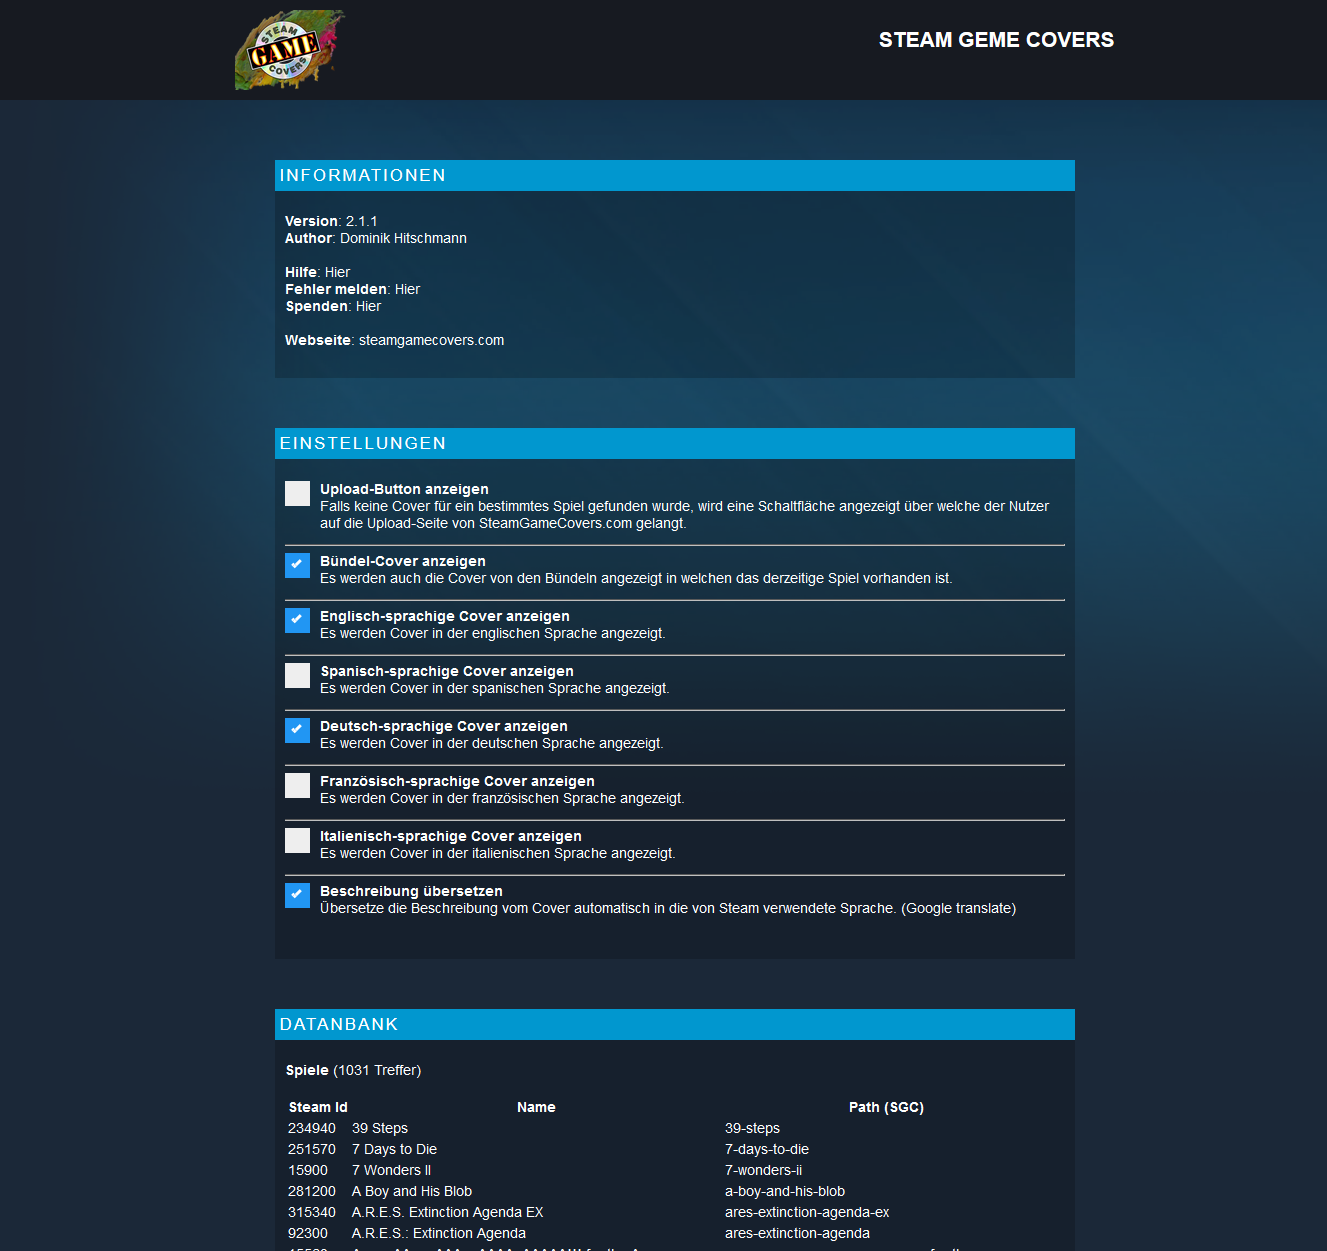 STEAM
GAME
COVERS
STEAM GEME COVERS
INFORMATIONEN
Version: 2.1.1
Author: Dominik Hitschmann
Hilfe: Hier
Fehler melden: Hier
Spenden: Hier
Webseite: steamgamecovers.com
EINSTELLUNGEN
Upload-Button anzeigen
Falls keine Cover für ein bestimmtes Spiel gefunden wurde, wird eine Schaltfläche angezeigt über welche der Nutzer
auf die Upload-Seite von SteamGameCovers.com gelangt.
Bündel-Cover anzeigen
Es werden auch die Cover von den Bündeln angezeigt in welchen das derzeitige Spiel vorhanden ist.
Englisch-sprachige Cover anzeigen
Es werden Cover in der englischen Sprache angezeigt.
Spanisch-sprachige Cover anzeigen
Es werden Cover in der spanischen Sprache angezeigt.
Deutsch-sprachige Cover anzeigen
Es werden Cover in der deutschen Sprache angezeigt.
Französisch-sprachige Cover anzeigen
Es werden Cover in der französischen Sprache angezeigt.
Italienisch-sprachige Cover anzeigen
Es werden Cover in der italienischen Sprache angezeigt.
Beschreibung übersetzen
Übersetze die Beschreibung vom Cover automatisch in die von Steam verwendete Sprache. (Google translate)
DATANBANK
Spiele (1031 Treffer)
Steam Id Name Path (SGC)
234940 39 Steps 39-steps
251570 7 Days to Die 7-days-to-die
15900 7 Wonders II 7-wonders-ii
281200 A Boy and His Blob a-boy-and-his-blob
315340 A.R.E.S. Extinction Agenda EX ares-extinction-agenda-ex
92300 A.R.E.S.: Extinction Agenda ares-extinction-agenda